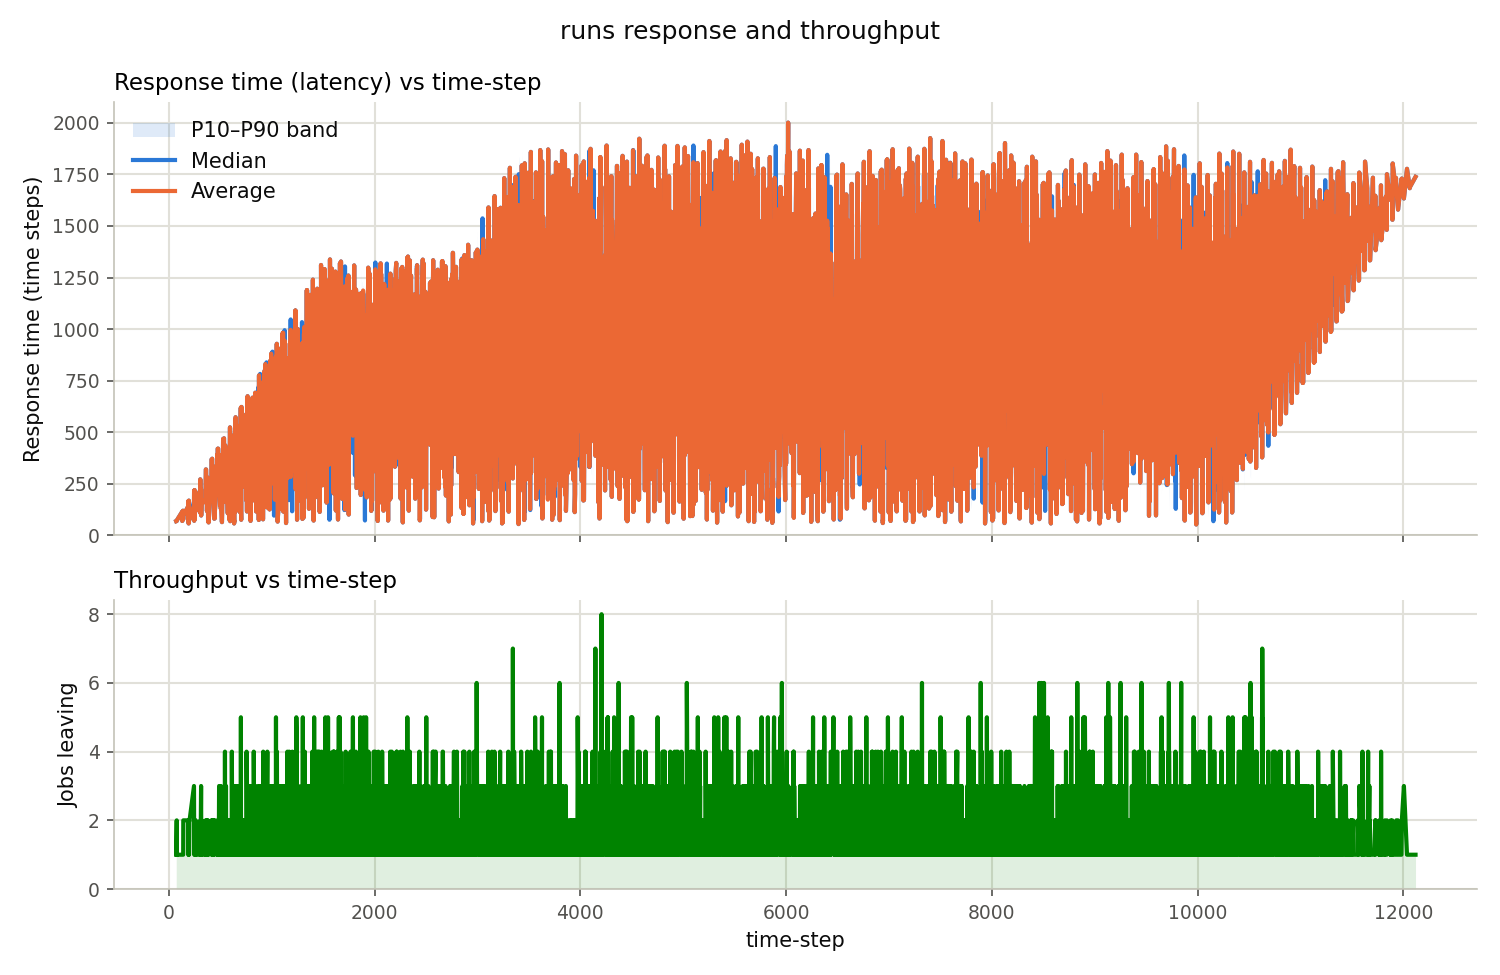 runs response and throughput
Response time (latency) vs time-step
P10–P90 band
Median
Average
Response time (time steps)
2000
1750
1500
1250
1000
750
500
250
0
Throughput vs time-step
Jobs leaving
8
6
4
2
0
0 2000 4000 6000 8000 10000 12000
time-step